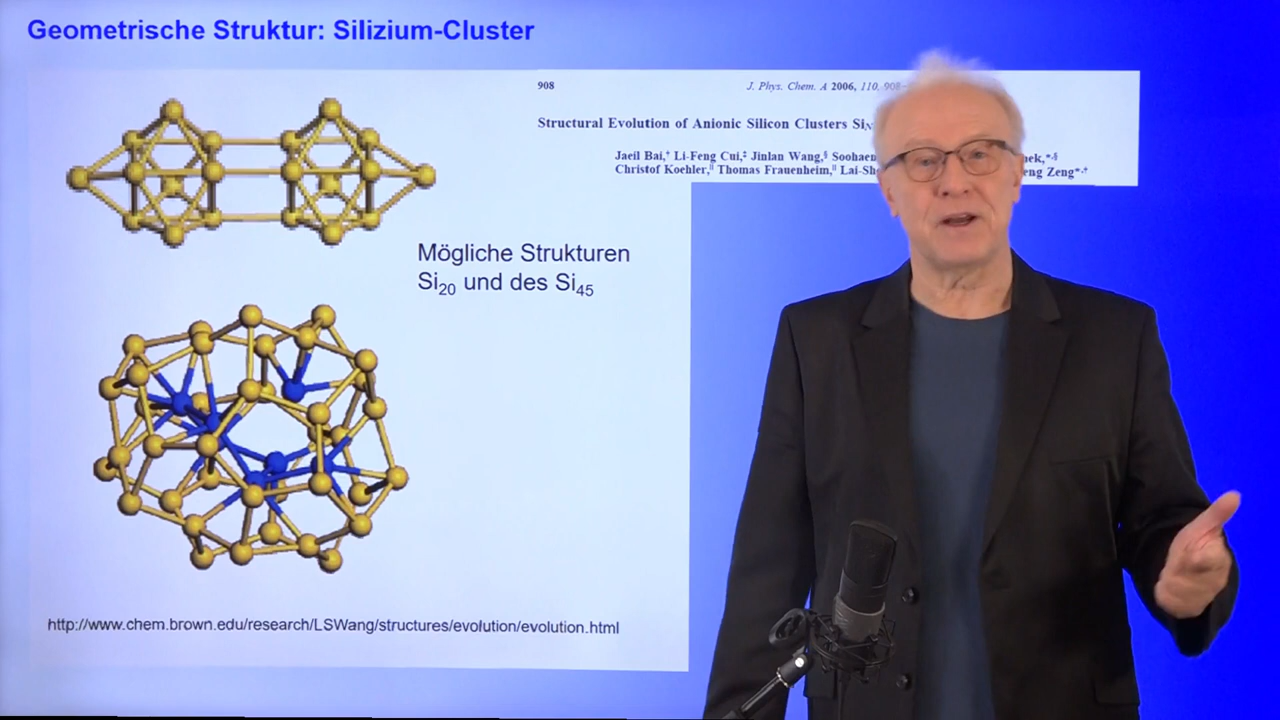 Geometrische Struktur: Silizium-Cluster
908
J. Phys. Chem. A 2006, 110, 908-
Structural Evolution of Anionic Silicon Clusters Si
Jaeil Bai,† Li-Feng Cui,‡ Jinlan Wang,§
Christof Koehler,|| Thomas Frauenheim,|| Zeng*,†
Mögliche Strukturen
Si20 und des Si45
http://www.chem.brown.edu/research/LSWang/structures/evolution/evolution.html